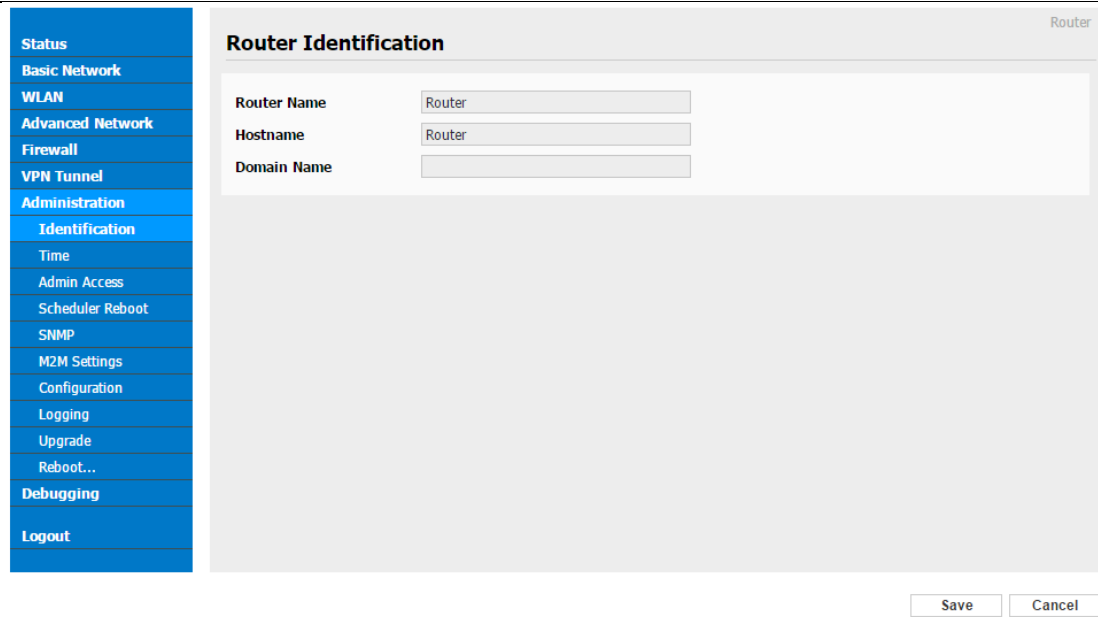 Status
Basic Network
WLAN
Advanced Network
Firewall
VPN Tunnel
Administration
Identification
Time
Admin Access
Scheduler Reboot
SNMP
M2M Settings
Configuration
Logging
Upgrade
Reboot...
Debugging
Logout
Router
Router Identification
Router Name Router
Hostname Router
Domain Name
Save Cancel